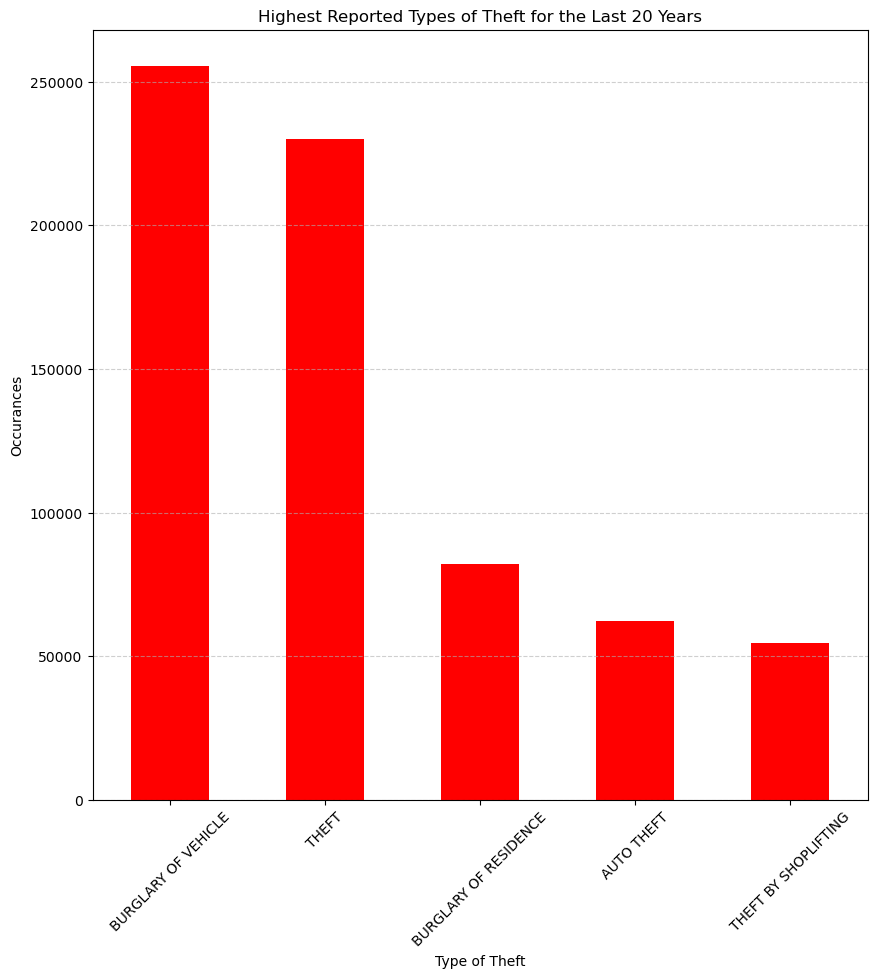 Highest Reported Types of Theft for the Last 20 Years
250000
200000
150000
100000
50000
0
Occurances
BURGLARY OF VEHICLE
THEFT
BURGLARY OF RESIDENCE
AUTO THEFT
THEFT BY SHOPLIFTING
Type of Theft